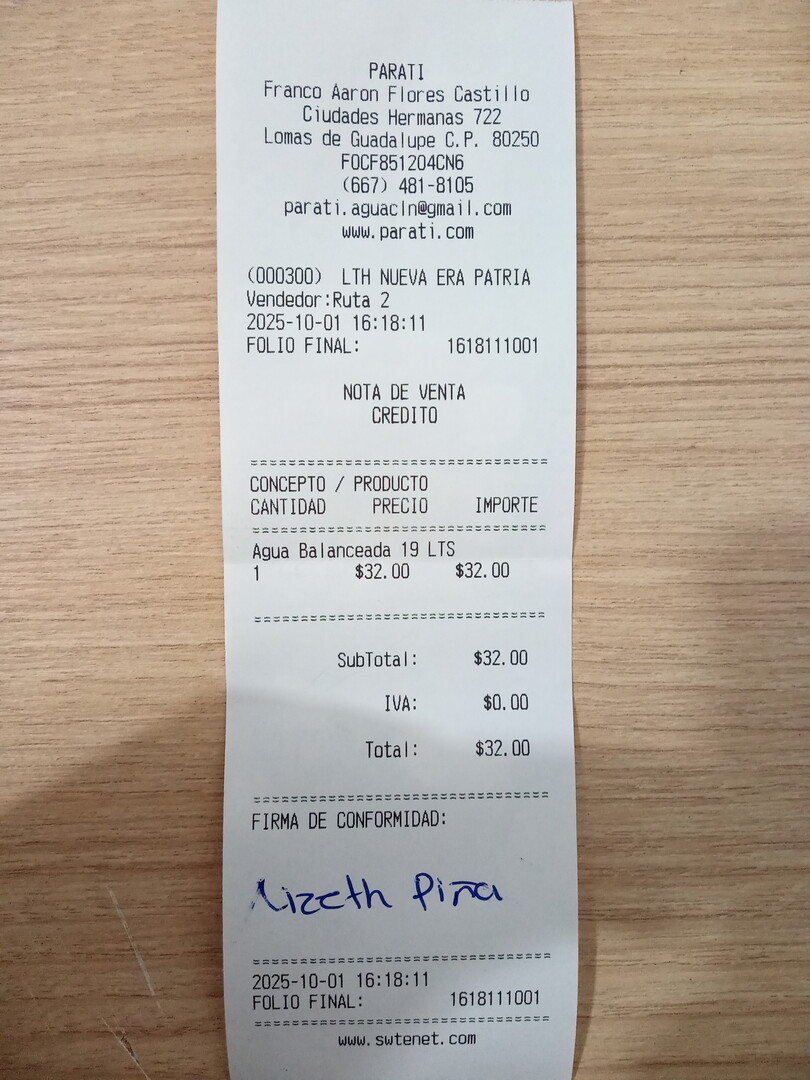 PARATI
Franco Aaron Flores Castillo
Ciudades Hermanas 722
Lomas de Guadalupe C.P. 80250
FOCF851204CN6
(667) 481-8105
parati.aguacln@gmail.com
www.parati.com
(000300) LTH NUEVA ERA PATRIA
Vendedor:Ruta 2
2025-10-01 16:18:11
FOLIO FINAL: 1618111001
NOTA DE VENTA
CREDITO
================================
CONCEPTO / PRODUCTO
CANTIDAD PRECIO IMPORTE
================================
Agua Balanceada 19 LTS
1 $32.00 $32.00
================================
SubTotal: $32.00
IVA: $0.00
Total: $32.00
================================
FIRMA DE CONFORMIDAD:
Lizeth Piña
================================
2025-10-01 16:18:11
FOLIO FINAL: 1618111001
================================
www.swtenet.com